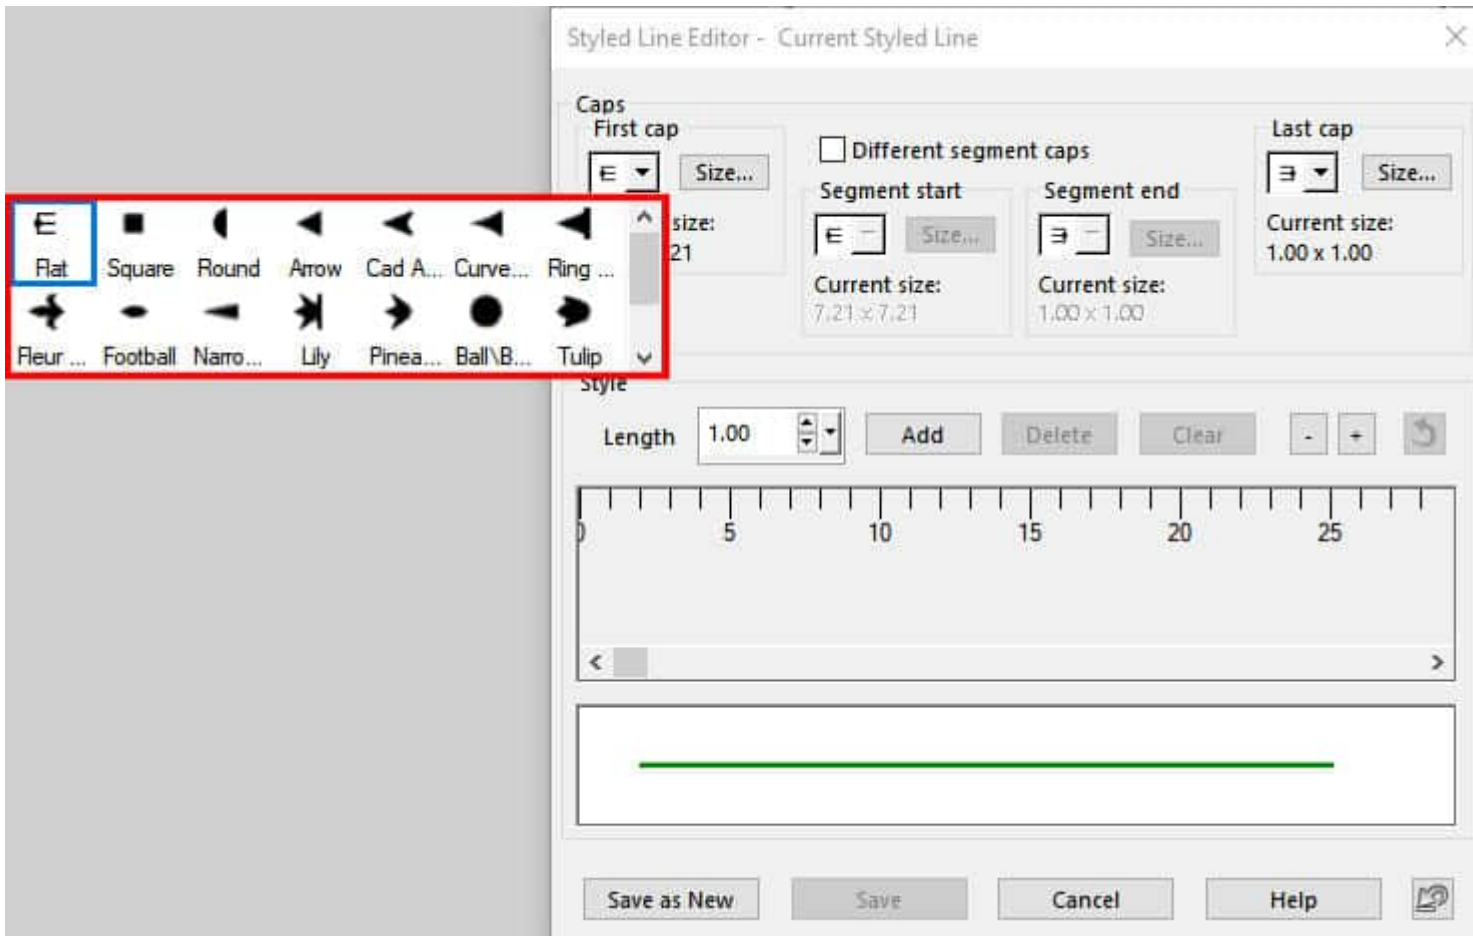 Styled Line Editor - Current Styled Line
Caps
First cap
Size...
Different segment caps
Last cap
Size...
Segment start
Segment end
size:
21
Size...
Size...
Current size:
1.00 x 1.00
Current size:
7.21 x 7.21
Current size:
1.00 x 1.00
Flat Square Round Arrow Cad A... Curve... Ring ...
Fleur ... Football Narro... Lily Pinea... Ball\B... Tulip
Style
Length 1.00 Add Delete Clear - +
0 5 10 15 20 25
Save as New Save Cancel Help